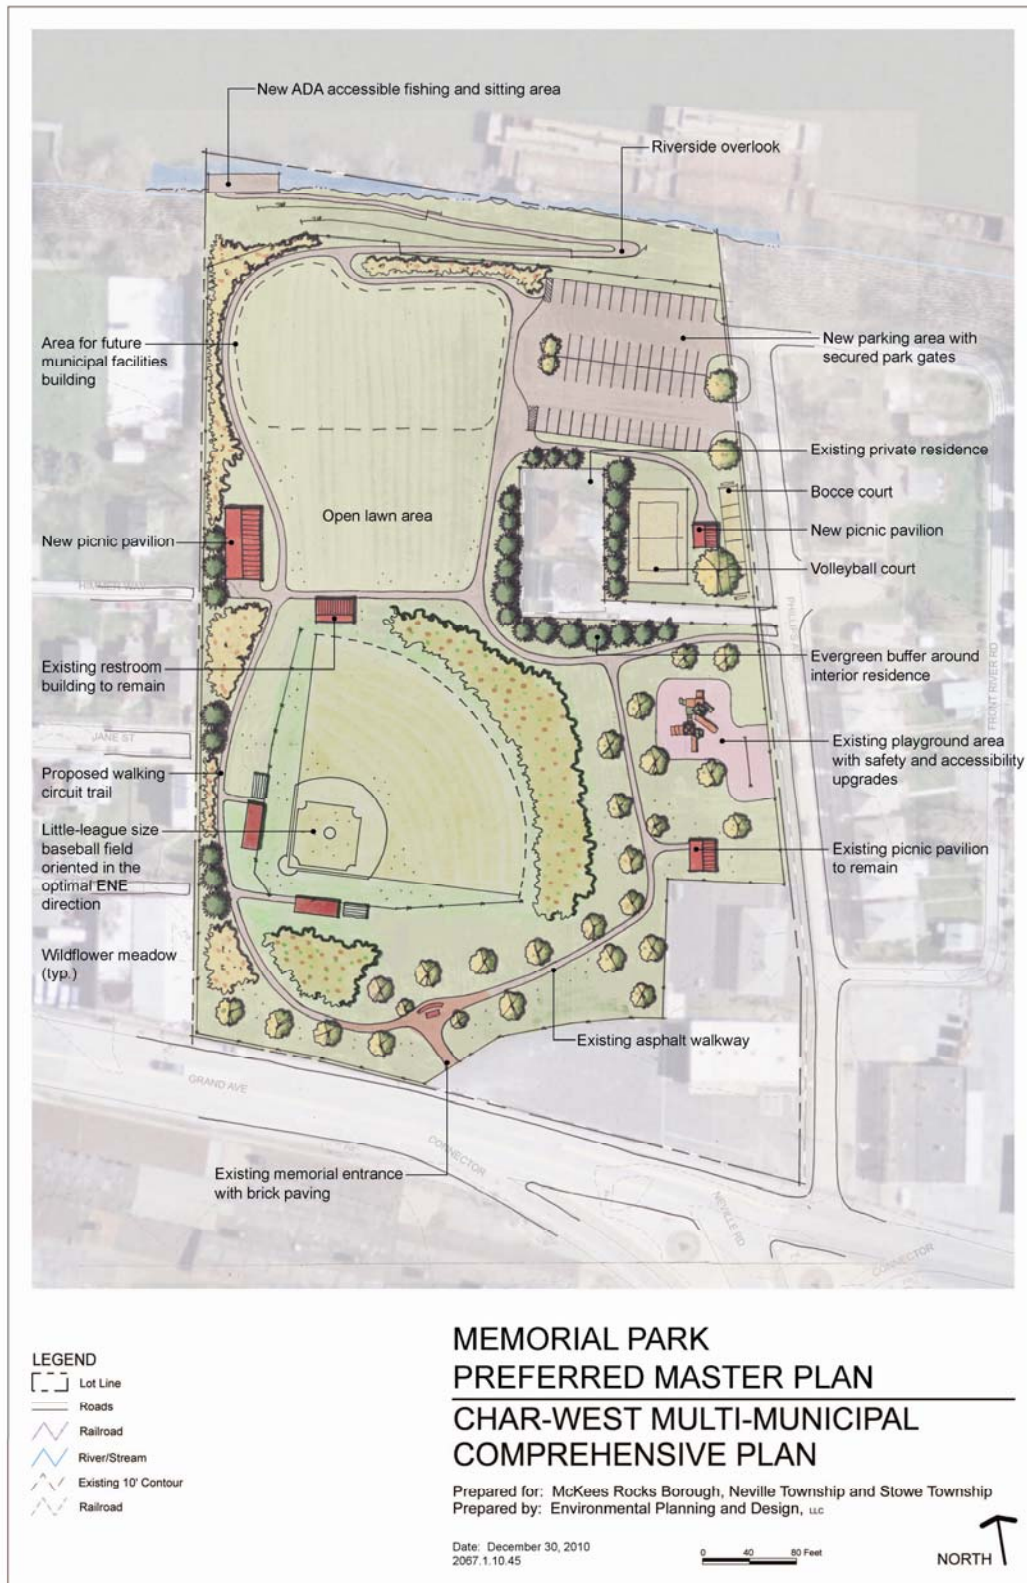 New ADA accessible fishing and sitting area
Riverside overlook
Area for future
municipal facilities
building
New parking area with
secured park gates
Existing private residence
Bocce court
Open lawn area
New picnic pavilion
New picnic pavilion
Volleyball court
RIMMER WAY
PHILLIPS ST
FRONT RIVER RD
Existing restroom
building to remain
Evergreen buffer around
interior residence
JANE ST
Existing playground area
with safety and accessibility
upgrades
Proposed walking
circuit trail
Little-league size
baseball field
oriented in the
optimal ENE
direction
Existing picnic pavilion
to remain
Wildflower meadow
(typ.)
Existing asphalt walkway
GRAND AVE
CONNECTOR
Existing memorial entrance
with brick paving
NEVILLE RD
CONNECTOR
LEGEND
Lot Line
Roads
Railroad
River/Stream
Existing 10' Contour
Railroad
MEMORIAL PARK
PREFERRED MASTER PLAN
CHAR-WEST MULTI-MUNICIPAL
COMPREHENSIVE PLAN
Prepared for: McKees Rocks Borough, Neville Township and Stowe Township
Prepared by: Environmental Planning and Design, LLC
Date: December 30, 2010
2067.1.10.45
0 40 80 Feet
NORTH